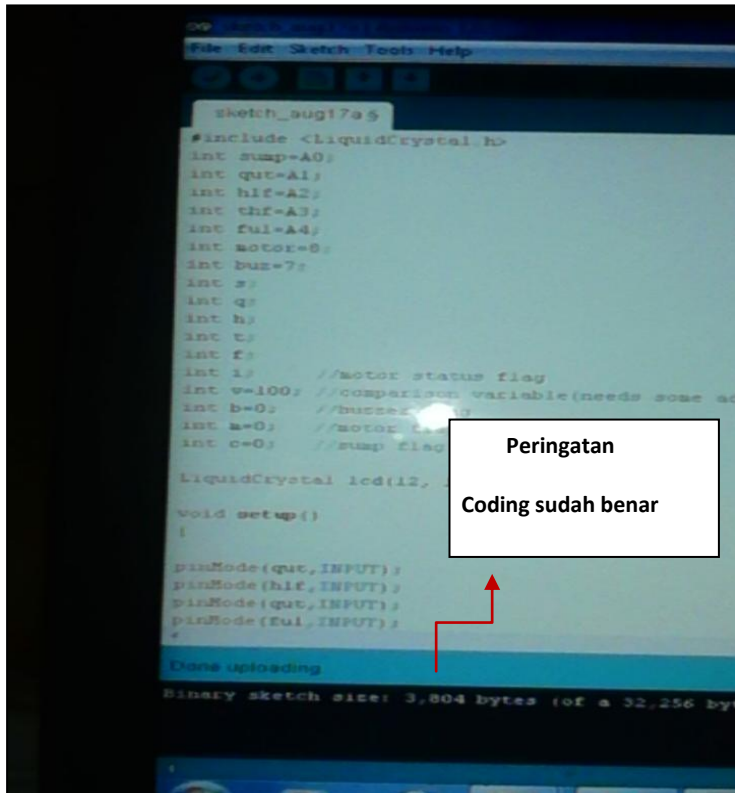 File Edit Sketch Tools Help
sketch_aug17a §
#include <LiquidCrystal.h>
int sump=A0;
int qut=A1;
int hlf=A2;
int thf=A3;
int ful=A4;
int motor=8;
int buz=7;
int s;
int q;
int h;
int t;
int f;
int i; //motor status flag
int v=100; //comparison variable(needs some
int b=0; //buzzer
int m=0; //motor
int c=0; //sump flag
LiquidCrystal lcd(12,
void setup()
{
pinMode(qut,INPUT);
pinMode(hlf,INPUT);
pinMode(qut,INPUT);
pinMode(ful,INPUT);
Peringatan
Coding sudah benar
Done uploading
Binary sketch size: 3,804 bytes (of a 32,256